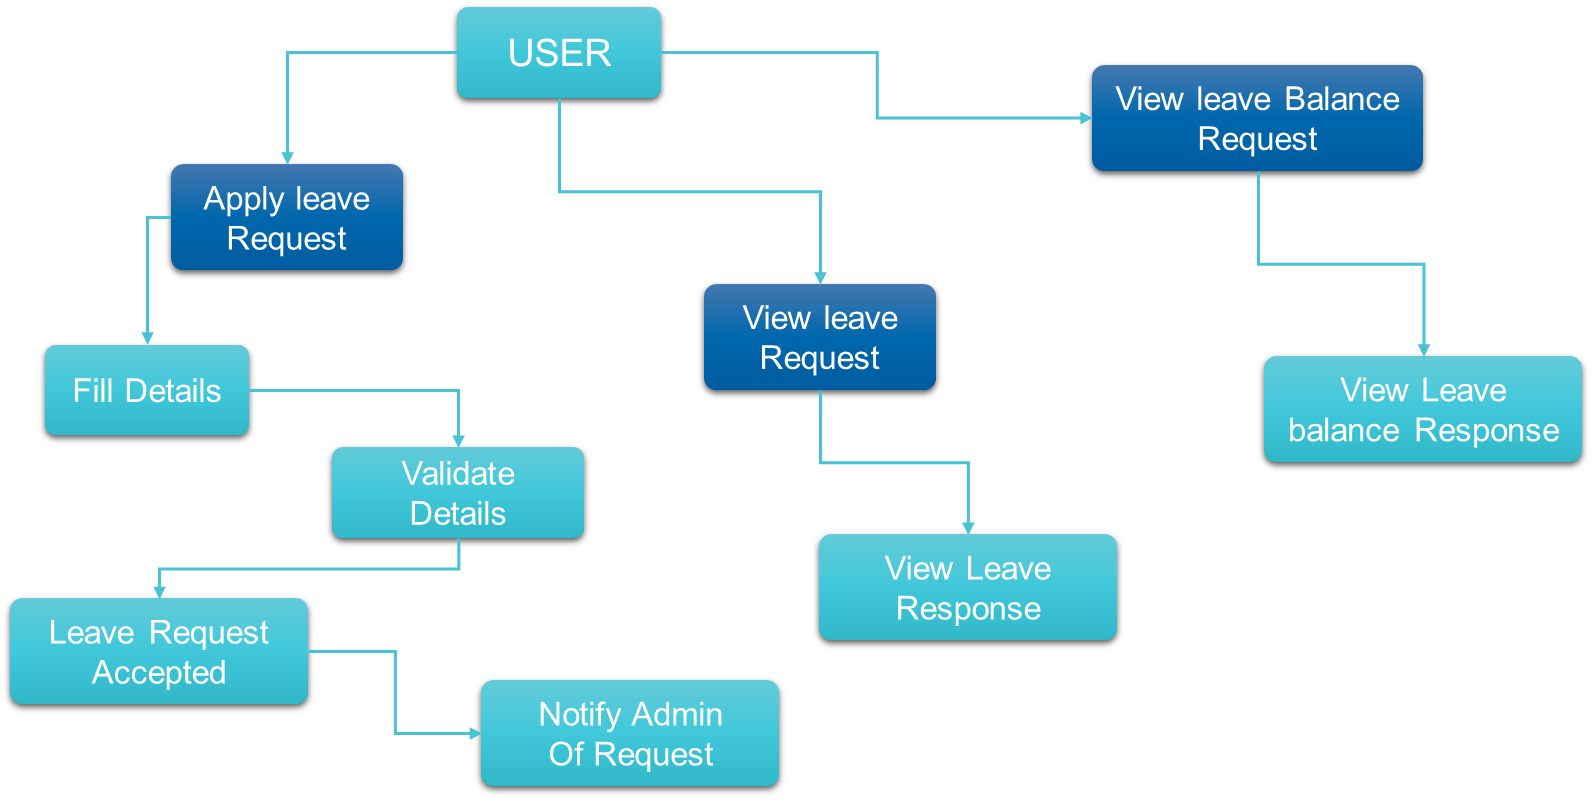 USER
View leave Balance
Request
Apply leave
Request
View leave
Request
Fill Details
View Leave
balance Response
Validate
Details
View Leave
Response
Leave Request
Accepted
Notify Admin
Of Request